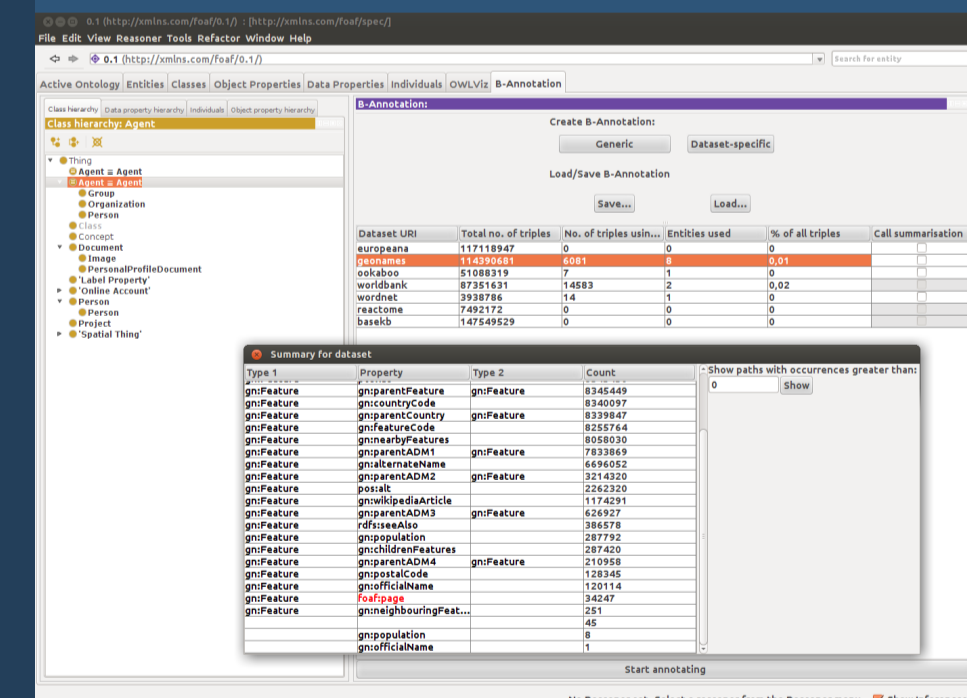 0.1 (http://xmlns.com/foaf/0.1/) : [http://xmlns.com/foaf/spec/]
File Edit View Reasoner Tools Refactor Window Help
0.1 (http://xmlns.com/foaf/0.1/)
Search for entity
Active Ontology Entities Classes Object Properties Data Properties Individuals OWLViz B-Annotation
Class hierarchy Data property hierarchy Individuals Object property hierarchy
Class hierarchy: Agent
Thing
Agent ≡ Agent
Agent ≡ Agent
Group
Organization
Person
Class
Concept
Document
Image
PersonalProfileDocument
'Label Property'
'Online Account'
Person
Person
Project
'Spatial Thing'
B-Annotation:
Create B-Annotation:
Generic Dataset-specific
Load/Save B-Annotation
Save... Load...
Dataset URI Total no. of triples No. of triples usin... Entities used % of all triples Call summarisation
europeana 117118947 0 0 0
geonames 114390681 6081 8 0,01
ookaboo 51088319 7 1 0
worldbank 87351631 14583 2 0,02
wordnet 3938786 14 1 0
reactome 7492172 0 0 0
basekb 147549529 0 0 0
Summary for dataset
Type 1 Property Type 2 Count
gn:Feature gn:parentFeature gn:Feature 8345449
gn:Feature gn:countryCode 8340097
gn:Feature gn:parentCountry gn:Feature 8339847
gn:Feature gn:featureCode 8255764
gn:Feature gn:nearbyFeatures 8058030
gn:Feature gn:parentADM1 gn:Feature 7833869
gn:Feature gn:alternateName 6696052
gn:Feature gn:parentADM2 gn:Feature 3214320
gn:Feature pos:alt 2262320
gn:Feature gn:wikipediaArticle 1174291
gn:Feature gn:parentADM3 gn:Feature 626927
gn:Feature rdfs:seeAlso 386578
gn:Feature gn:population 287792
gn:Feature gn:childrenFeatures 287420
gn:Feature gn:parentADM4 gn:Feature 210958
gn:Feature gn:postalCode 128345
gn:Feature gn:officialName 120114
gn:Feature foaf:page 34247
gn:Feature gn:neighbouringFeat... 251
45
gn:population 8
gn:officialName 1
Show paths with occurrences greater than:
0 Show
Start annotating